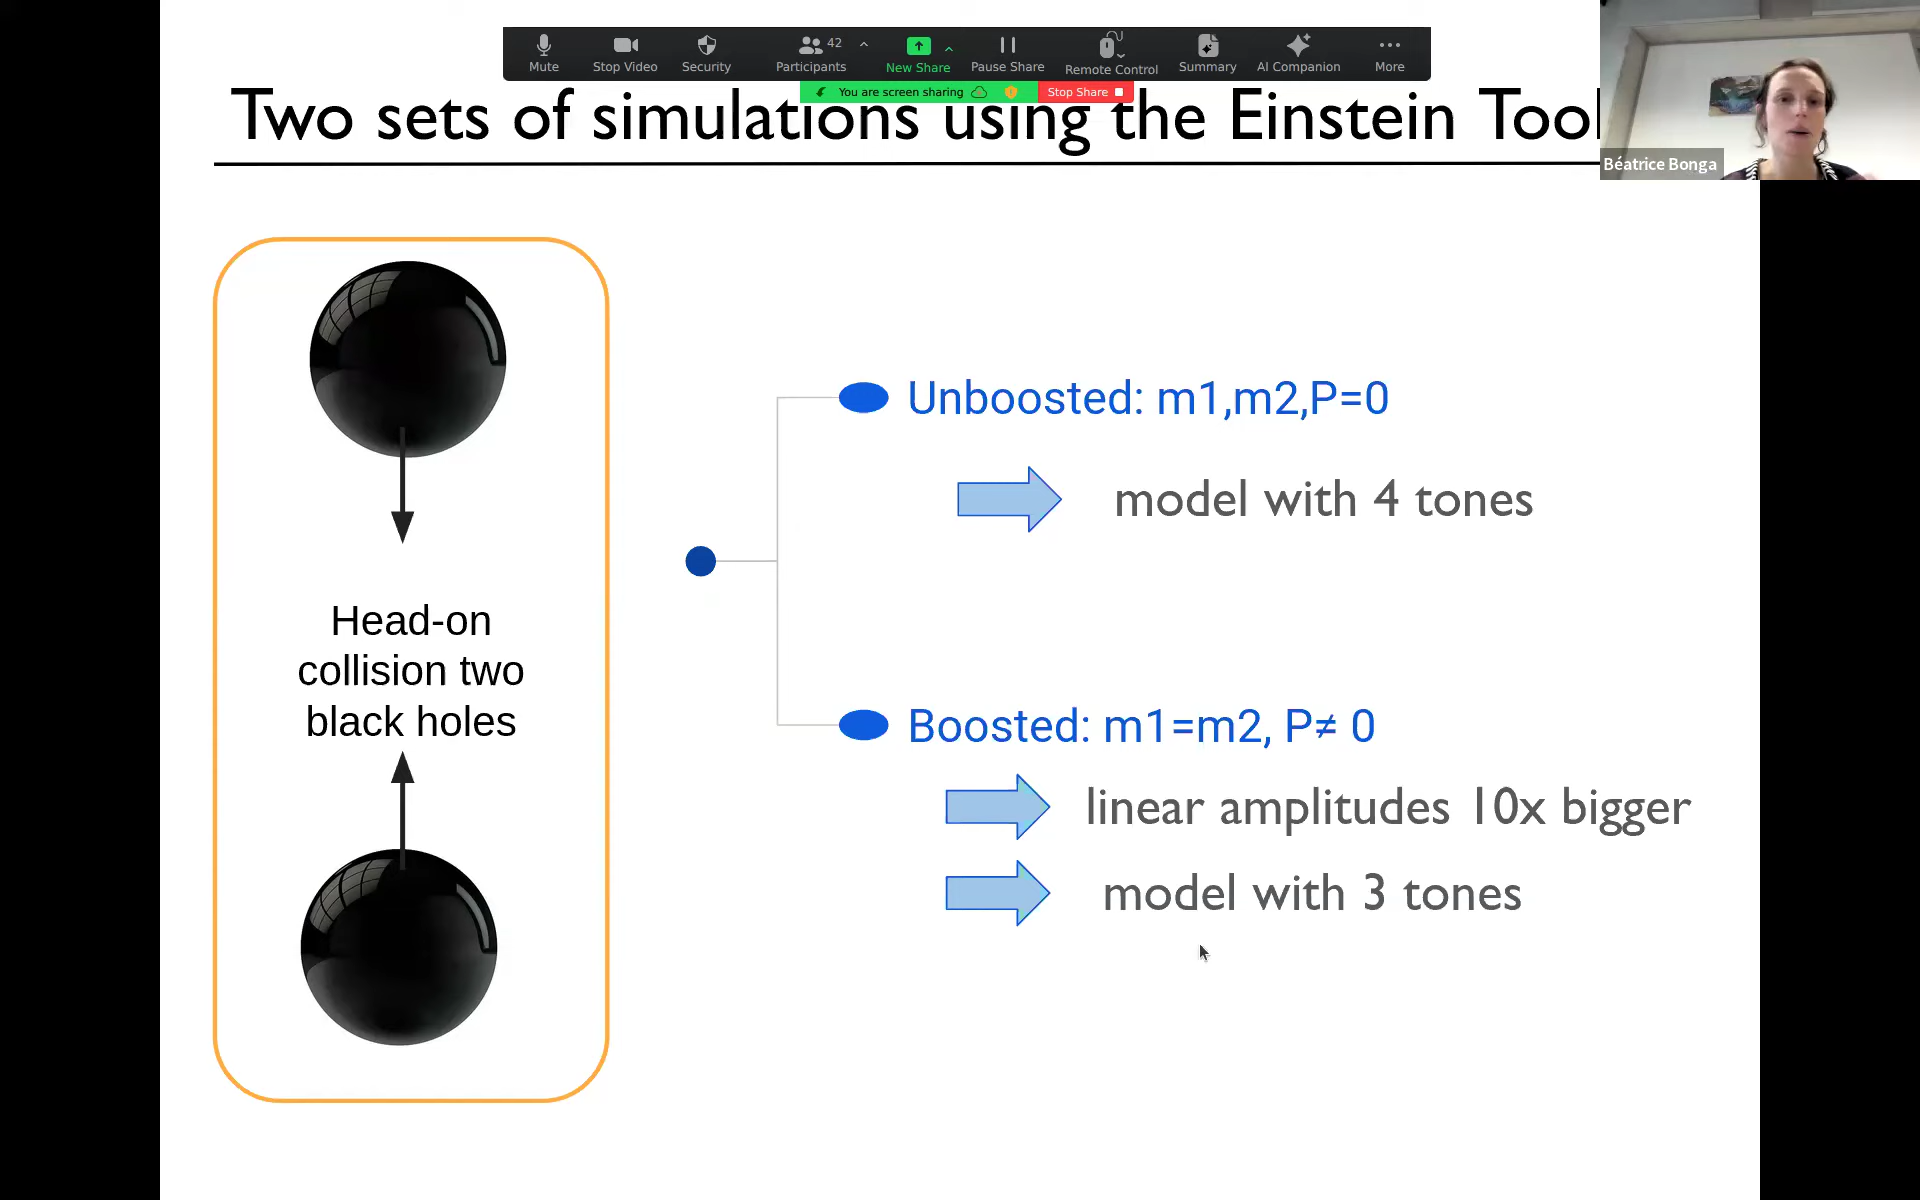 Mute
Stop Video
Security
Participants
42
New Share
Pause Share
Remote Control
Summary
AI Companion
More
You are screen sharing
Stop Share
Two sets of simulations using the Einstein Tool
Béatrice Bonga
Head-on
collision two
black holes
Unboosted: m1,m2,P=0
model with 4 tones
Boosted: m1=m2, P≠ 0
linear amplitudes 10x bigger
model with 3 tones